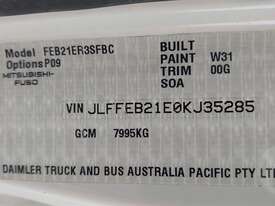 Model FEB21ER3SFBC BUILT
Options P09 PAINT W31
MITSUBISHI- TRIM 00G
FUSO SOA
VIN JLFFEB21E0KJ35285
GCM 7995KG
DAIMLER TRUCK AND BUS AUSTRALIA PACIFIC PTY